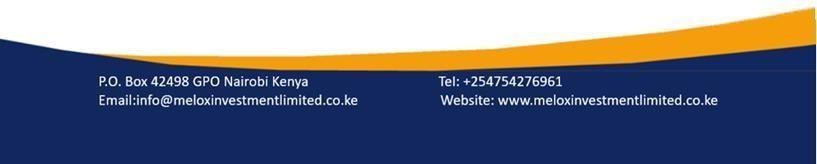 P.O. Box 42498 GPO Nairobi Kenya Tel: +254754276961
Email:info@meloxinvestmentlimited.co.ke Website: www.meloxinvestmentlimited.co.ke